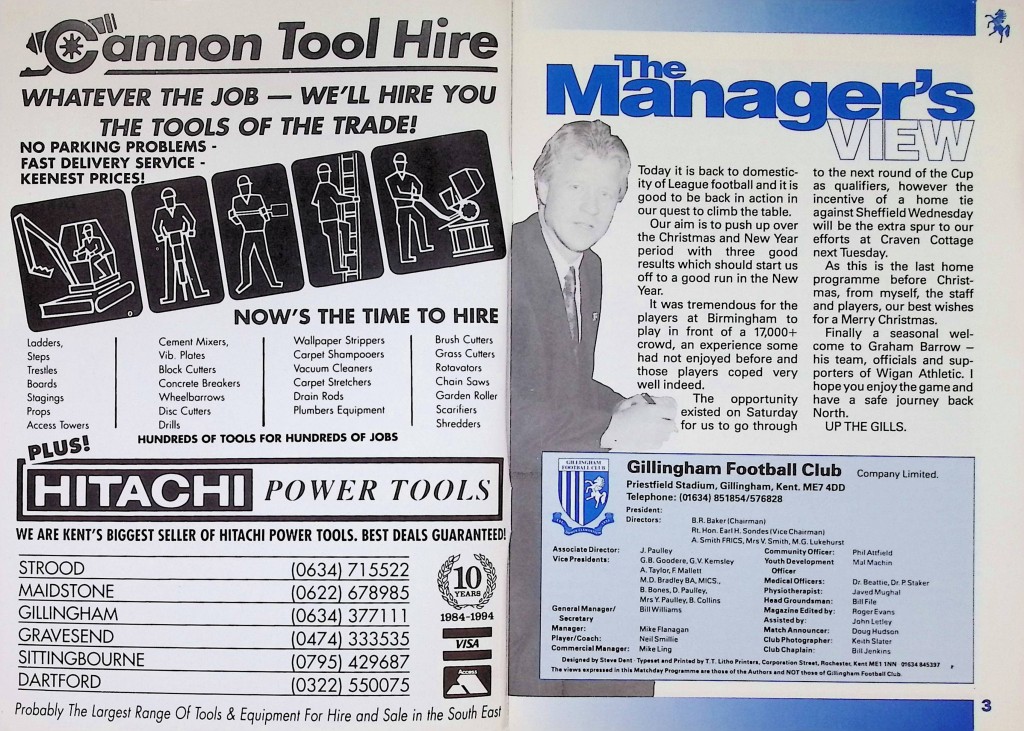 Cannon Tool Hire
WHATEVER THE JOB — WE'LL HIRE YOU
THE TOOLS OF THE TRADE!
NO PARKING PROBLEMS -
FAST DELIVERY SERVICE -
KEENEST PRICES!
NOW'S THE TIME TO HIRE
Ladders,
Steps
Trestles
Boards
Stagings
Props
Access Towers
Cement Mixers,
Vib. Plates
Block Cutters
Concrete Breakers
Wheelbarrows
Disc Cutters
Drills
Wallpaper Strippers
Carpet Shampooers
Vacuum Cleaners
Carpet Stretchers
Drain Rods
Plumbers Equipment
Brush Cutters
Grass Cutters
Rotavators
Chain Saws
Garden Roller
Scarifiers
Shredders
HUNDREDS OF TOOLS FOR HUNDREDS OF JOBS
PLUS!
HITACHI POWER TOOLS
WE ARE KENT'S BIGGEST SELLER OF HITACHI POWER TOOLS. BEST DEALS GUARANTEED!
STROOD (0634) 715522
MAIDSTONE (0622) 678985
GILLINGHAM (0634) 377111
GRAVESEND (0474) 333535
SITTINGBOURNE (0795) 429687
DARTFORD (0322) 550075
10
YEARS
1984-1994
VISA
Access
Probably The Largest Range Of Tools & Equipment For Hire and Sale in the South East
The
Manager's
VIEW
Today it is back to domestic-
ity of League football and it is
good to be back in action in
our quest to climb the table.
Our aim is to push up over
the Christmas and New Year
period with three good
results which should start us
off to a good run in the New
Year.
It was tremendous for the
players at Birmingham to
play in front of a 17,000+
crowd, an experience some
had not enjoyed before and
those players coped very
well indeed.
The opportunity
existed on Saturday
for us to go through
to the next round of the Cup
as qualifiers, however the
incentive of a home tie
against Sheffield Wednesday
will be the extra spur to our
efforts at Craven Cottage
next Tuesday.
As this is the last home
programme before Christ-
mas, from myself, the staff
and players, our best wishes
for a Merry Christmas.
Finally a seasonal wel-
come to Graham Barrow –
his team, officials and sup-
porters of Wigan Athletic. I
hope you enjoy the game and
have a safe journey back
North.
UP THE GILLS.
GILLINGHAM
FOOTBALL CLUB
Gillingham Football Club Company Limited.
Priestfield Stadium, Gillingham, Kent. ME7 4DD
Telephone: (01634) 851854/576828
President:
Directors: B.R. Baker (Chairman)
Rt. Hon. Earl H. Sondes (Vice Chairman)
A. Smith FRICS, Mrs V. Smith, M.G. Lukehurst
Associate Director: J. Paulley
Vice Presidents: G.B. Goodere, G.V. Kemsley
A. Taylor, F. Mallett
M.D. Bradley BA, MICS.,
B. Bones, D. Paulley,
Mrs Y. Paulley, B. Collins
General Manager/ Bill Williams
Secretary
Manager: Mike Flanagan
Player/Coach: Neil Smillie
Commercial Manager: Mike Ling
Community Officer: Phil Attfield
Youth Development Mal Machin
Officer
Medical Officers: Dr. Beattie, Dr. P. Staker
Physiotherapist: Javed Mughal
Head Groundsman: Bill File
Magazine Edited by: Roger Evans
Assisted by: John Letley
Match Announcer: Doug Hudson
Club Photographer: Keith Slater
Club Chaplain: Bill Jenkins
Designed by Steve Dent · Typeset and Printed by T.T. Litho Printers, Corporation Street, Rochester, Kent ME1 1NN 01634 845397
The views expressed in this Matchday Programme are those of the Authors and NOT those of Gillingham Football Club.
3